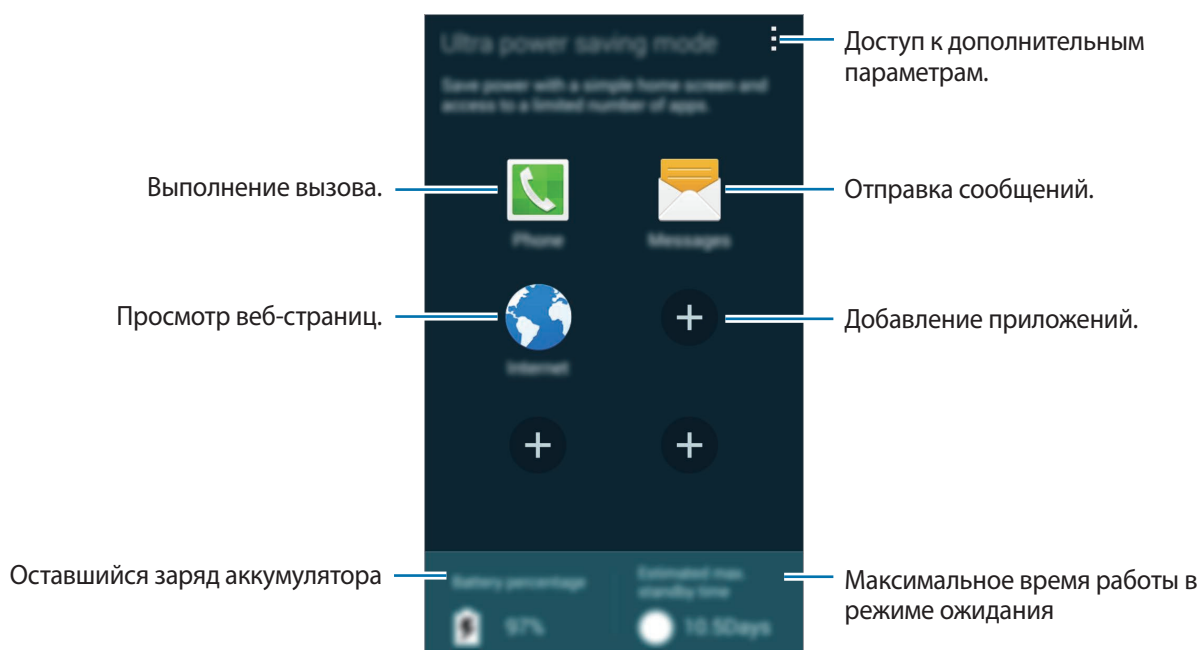 Ultra power saving mode
Доступ к дополнительным
параметрам.
Save power with a simple home screen and
access to a limited number of apps.
Выполнение вызова.
Отправка сообщений.
Phone
Messages
Просмотр веб-страниц.
Добавление приложений.
Internet
Оставшийся заряд аккумулятора
Battery percentage
Estimated max.
standby time
Максимальное время работы в
режиме ожидания
97%
10.5Days